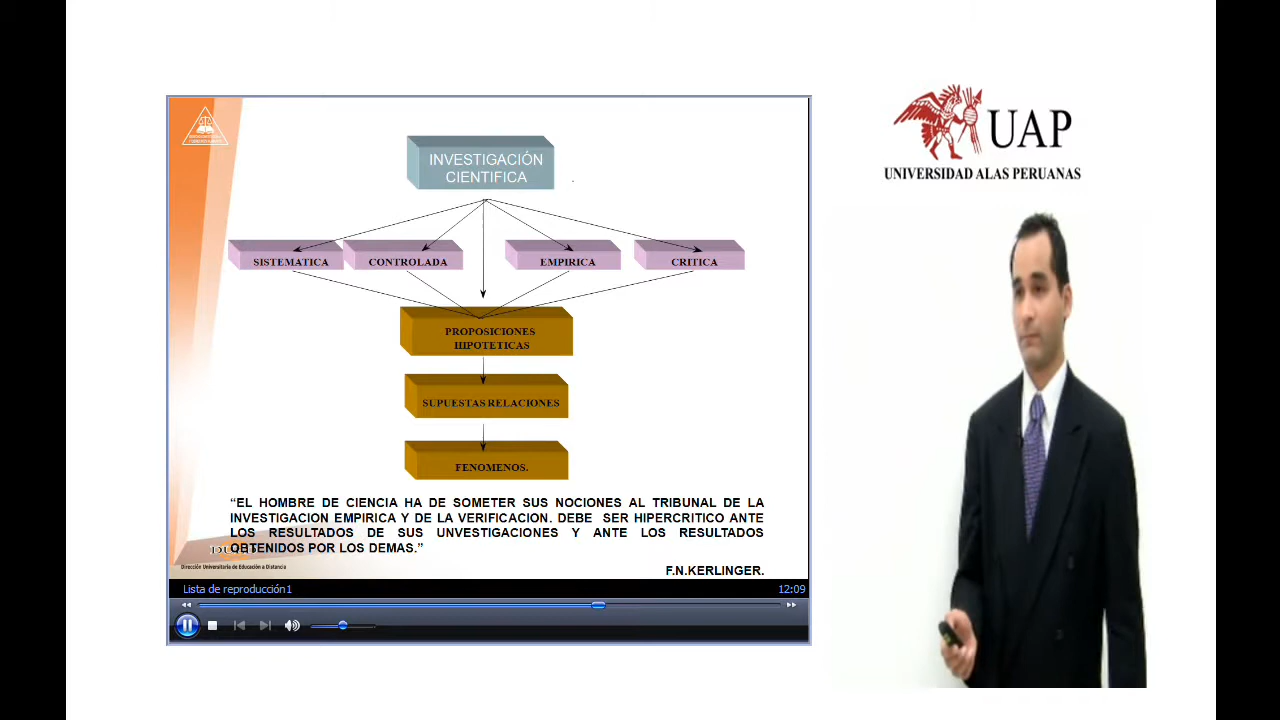 INVESTIGACIÓN
CIENTIFICA
SISTEMATICA
CONTROLADA
EMPIRICA
CRITICA
PROPOSICIONES
HIPOTETICAS
SUPUESTAS RELACIONES
FENOMENOS.
“EL HOMBRE DE CIENCIA HA DE SOMETER SUS NOCIONES AL TRIBUNAL DE LA
INVESTIGACION EMPIRICA Y DE LA VERIFICACION. DEBE SER HIPERCRITICO ANTE
LOS RESULTADOS DE SUS UNVESTIGACIONES Y ANTE LOS RESULTADOS
OBTENIDOS POR LOS DEMAS.”
Dirección Universitaria de Educación a Distancia
F.N.KERLINGER.
Lista de reproducción1
12:09
UAP
UNIVERSIDAD ALAS PERUANAS